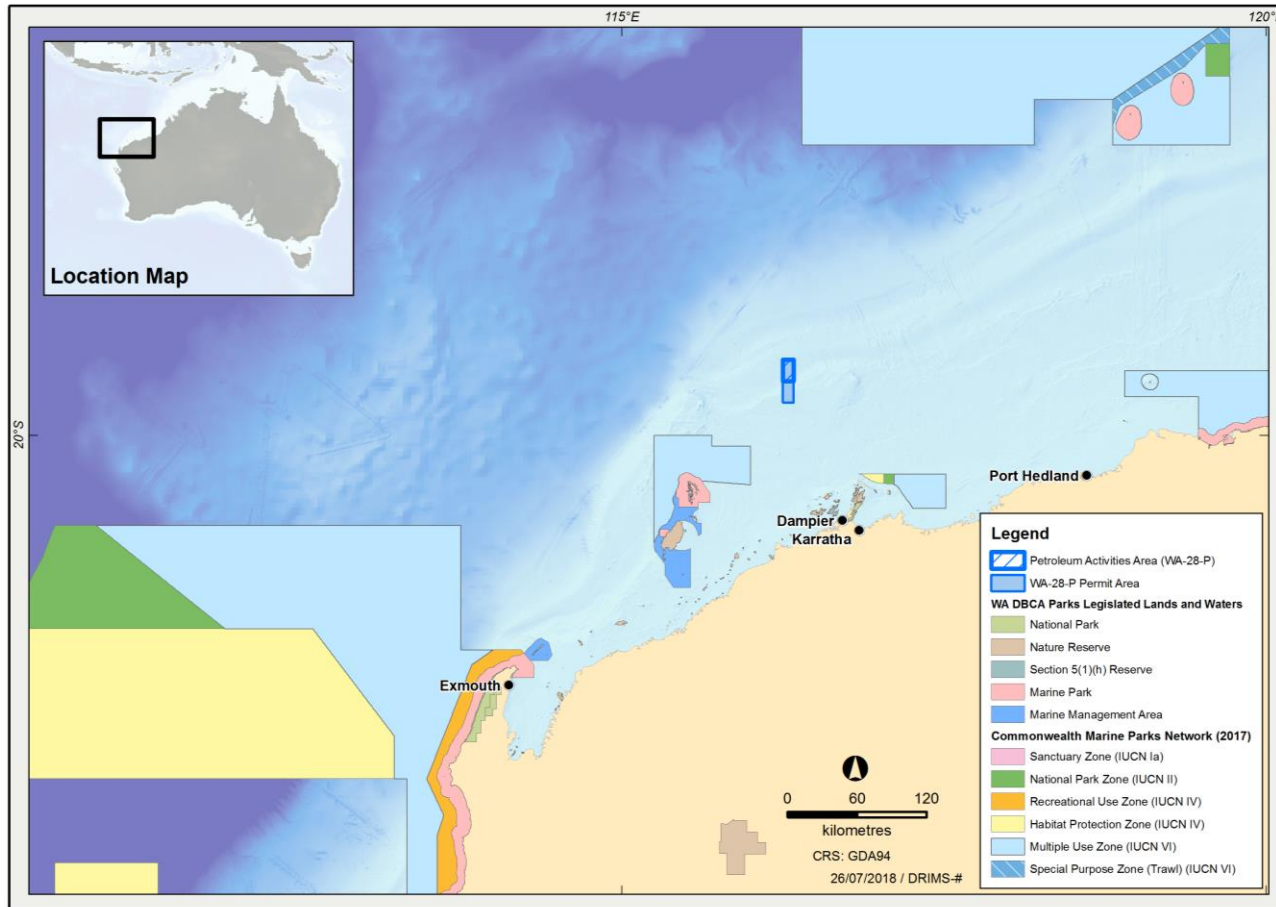 115°E
120°E
20°S
Location Map
Port Hedland
Dampier
Karratha
Exmouth
0 60 120
kilometres
CRS: GDA94
26/07/2018 / DRIMS-#
Legend
Petroleum Activities Area (WA-28-P)
WA-28-P Permit Area
WA DBCA Parks Legislated Lands and Waters
National Park
Nature Reserve
Section 5(1)(h) Reserve
Marine Park
Marine Management Area
Commonwealth Marine Parks Network (2017)
Sanctuary Zone (IUCN Ia)
National Park Zone (IUCN II)
Recreational Use Zone (IUCN IV)
Habitat Protection Zone (IUCN IV)
Multiple Use Zone (IUCN VI)
Special Purpose Zone (Trawl) (IUCN VI)